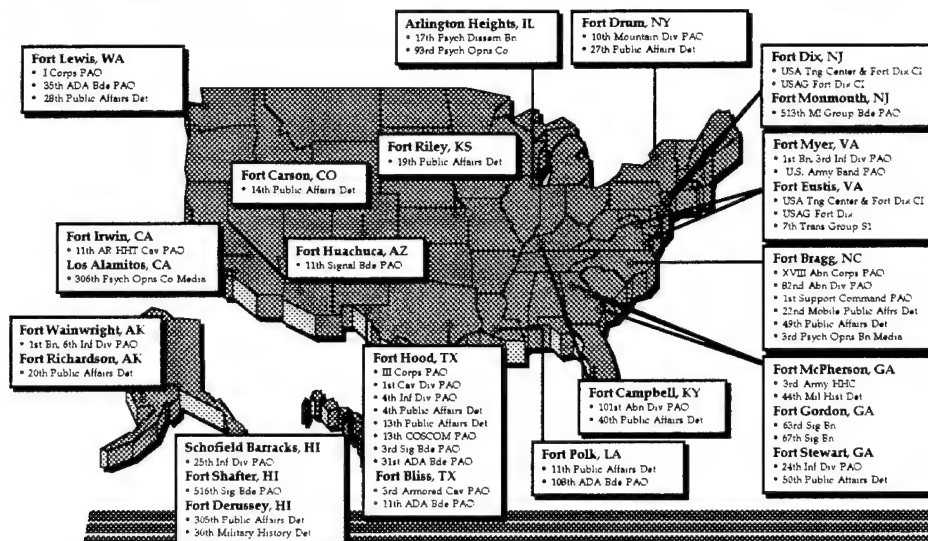 Fort Lewis, WA
• I Corps PAO
• 35th ADA Bde PAO
• 28th Public Affairs Det
Arlington Heights, IL
• 17th Psych Dissem Bn
• 93rd Psych Opns Co
Fort Drum, NY
• 10th Mountain Div PAO
• 27th Public Affairs Det
Fort Dix, NJ
• USA Tng Center & Fort Dix CI
• USAG Fort Dix CI
Fort Monmouth, NJ
• 513th MI Group Bde PAO
Fort Riley, KS
• 19th Public Affairs Det
Fort Carson, CO
• 14th Public Affairs Det
Fort Myer, VA
• 1st Bn, 3rd Inf Div PAO
• U.S. Army Band PAO
Fort Eustis, VA
• USA Tng Center & Fort Dix CI
• USAG Fort Dix
• 7th Trans Group S1
Fort Irwin, CA
• 11th AR HHT Cav PAO
Los Alamitos, CA
• 306th Psych Opns Co Media
Fort Huachuca, AZ
• 11th Signal Bde PAO
Fort Bragg, NC
• XVIII Abn Corps PAO
• 82nd Abn Div PAO
• 1st Support Command PAO
• 22nd Mobile Public Affrs Det
• 49th Public Affairs Det
• 3rd Psych Opns Bn Media
Fort Wainwright, AK
• 1st Bn, 6th Inf Div PAO
Fort Richardson, AK
• 20th Public Affairs Det
Fort Hood, TX
• III Corps PAO
• 1st Cav Div PAO
• 4th Inf Div PAO
• 4th Public Affairs Det
• 13th Public Affairs Det
• 13th COSCOM PAO
• 3rd Sig Bde PAO
• 31st ADA Bde PAO
Fort Bliss, TX
• 3rd Armored Cav PAO
• 11th ADA Bde PAO
Fort Campbell, KY
• 101st Abn Div PAO
• 40th Public Affairs Det
Fort McPherson, GA
• 3rd Army HHC
• 44th Mil Hist Det
Fort Gordon, GA
• 63rd Sig Bn
• 67th Sig Bn
Fort Stewart, GA
• 24th Inf Div PAO
• 50th Public Affairs Det
Schofield Barracks, HI
• 25th Inf Div PAO
Fort Shafter, HI
• 516th Sig Bde PAO
Fort Derussey, HI
• 305th Public Affairs Det
• 30th Military History Det
Fort Polk, LA
• 11th Public Affairs Det
• 108th ADA Bde PAO